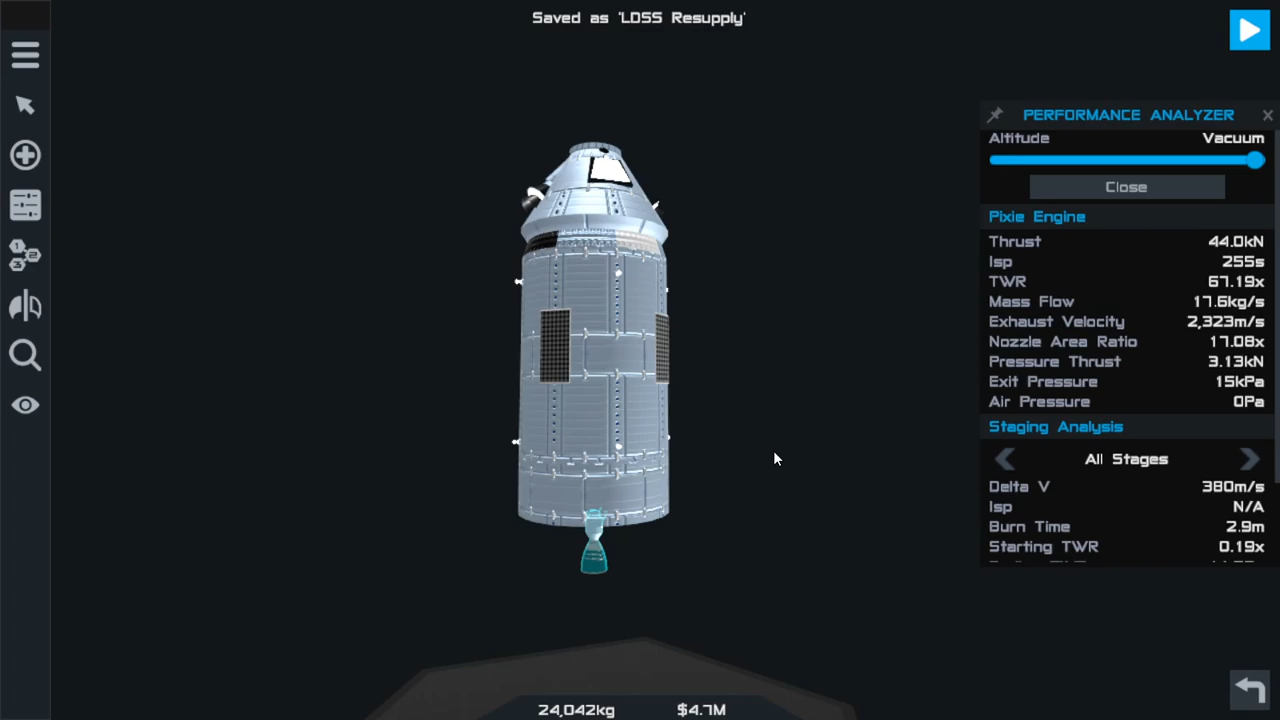 Saved as 'LDSS Resupply'
PERFORMANCE ANALYZER
Altitude Vacuum
Close
Pixie Engine
Thrust 44.0kN
Isp 255s
TWR 67.19x
Mass Flow 17.6kg/s
Exhaust Velocity 2,323m/s
Nozzle Area Ratio 17.08x
Pressure Thrust 3.13kN
Exit Pressure 15kPa
Air Pressure 0Pa
Staging Analysis
All Stages
Delta V 380m/s
Isp N/A
Burn Time 2.9m
Starting TWR 0.19x
1
2
3
24,042kg $4.7M